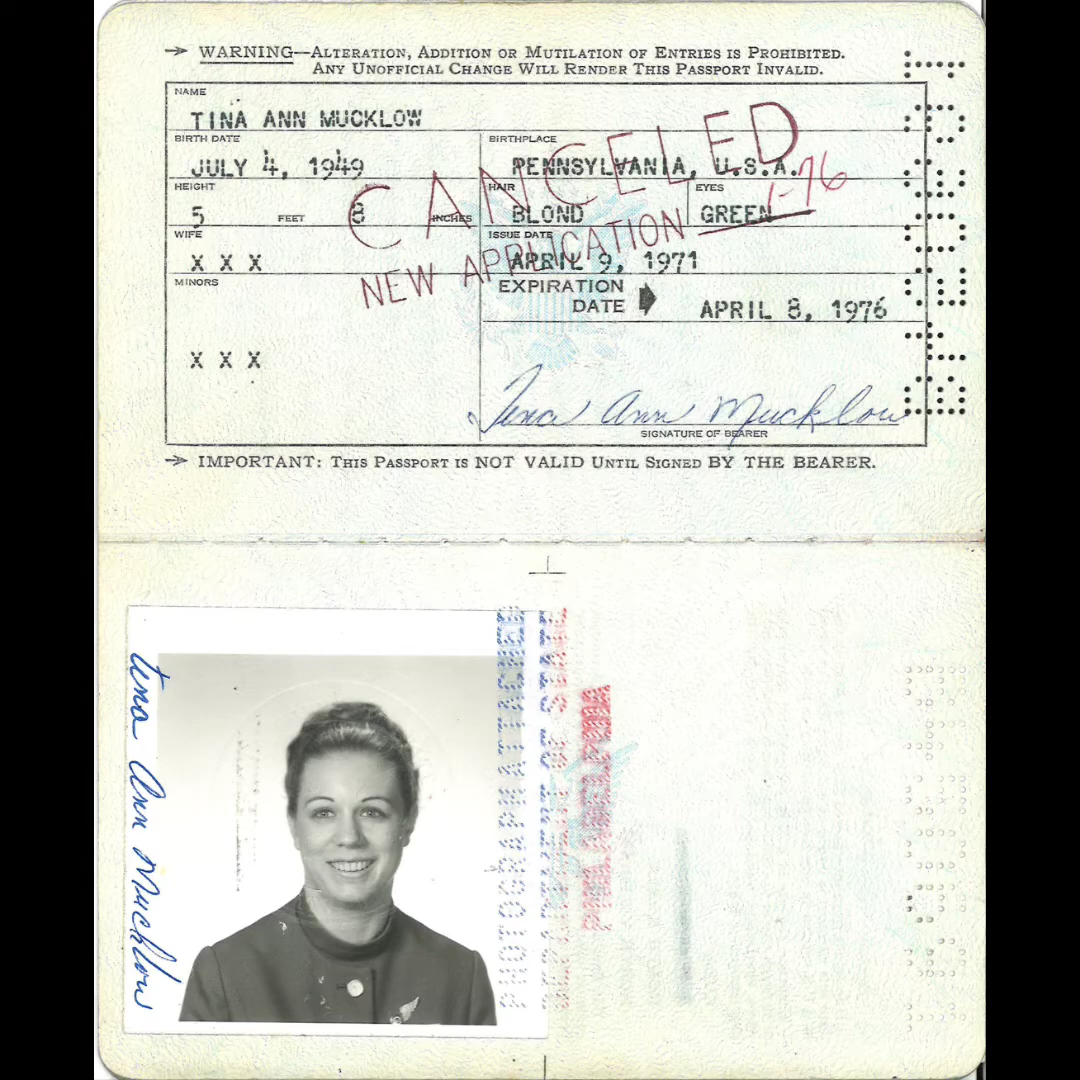 → WARNING—ALTERATION, ADDITION OR MUTILATION OF ENTRIES IS PROHIBITED.
ANY UNOFFICIAL CHANGE WILL RENDER THIS PASSPORT INVALID.
NAME
TINA ANN MUCKLOW
BIRTH DATE
JULY 4, 1949
BIRTHPLACE
PENNSYLVANIA, U.S.A.
HEIGHT
5 FEET 8 INCHES
HAIR
BLOND
EYES
GREEN
WIFE
X X X
ISSUE DATE
APRIL 9, 1971
MINORS
X X X
EXPIRATION
DATE
APRIL 8, 1976
CANCELED
1-76
NEW APPLICATION
Tina Ann Mucklow
SIGNATURE OF BEARER
→ IMPORTANT: THIS PASSPORT IS NOT VALID UNTIL SIGNED BY THE BEARER.
Tina Ann Mucklow
PHOTOGRAPH ATTACHED